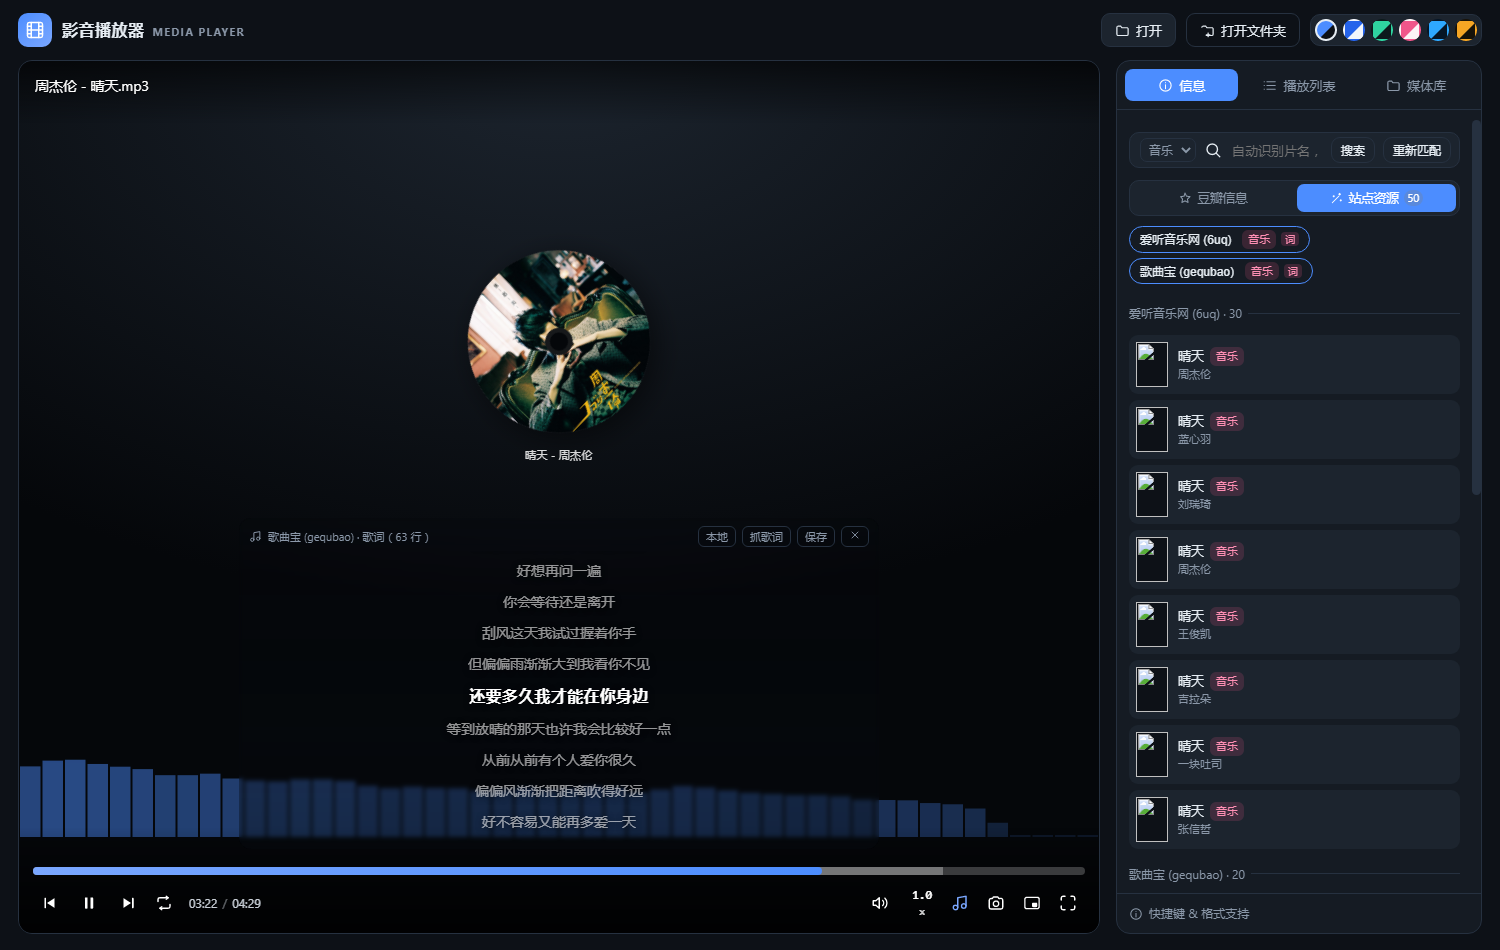 影音播放器 MEDIA PLAYER
打开
打开文件夹
周杰伦 - 晴天.mp3
晴天 - 周杰伦
歌曲宝 (gequbao) · 歌词（63 行）
本地
抓歌词
保存
好想再问一遍
你会等待还是离开
刮风这天我试过握着你手
但偏偏雨渐渐大到我看你不见
还要多久我才能在你身边
等到放晴的那天也许我会比较好一点
从前从前有个人爱你很久
偏偏风渐渐把距离吹得好远
好不容易又能再多爱一天
03:22 / 04:29
1.0
x
信息
播放列表
媒体库
音乐
自动识别片名，
搜索
重新匹配
豆瓣信息
站点资源 50
爱听音乐网 (6uq) 音乐 词
歌曲宝 (gequbao) 音乐 词
爱听音乐网 (6uq) · 30
晴天 音乐
周杰伦
晴天 音乐
蓝心羽
晴天 音乐
刘瑞琦
晴天 音乐
周杰伦
晴天 音乐
王俊凯
晴天 音乐
吉拉朵
晴天 音乐
一块吐司
晴天 音乐
张信哲
歌曲宝 (gequbao) · 20
快捷键 & 格式支持